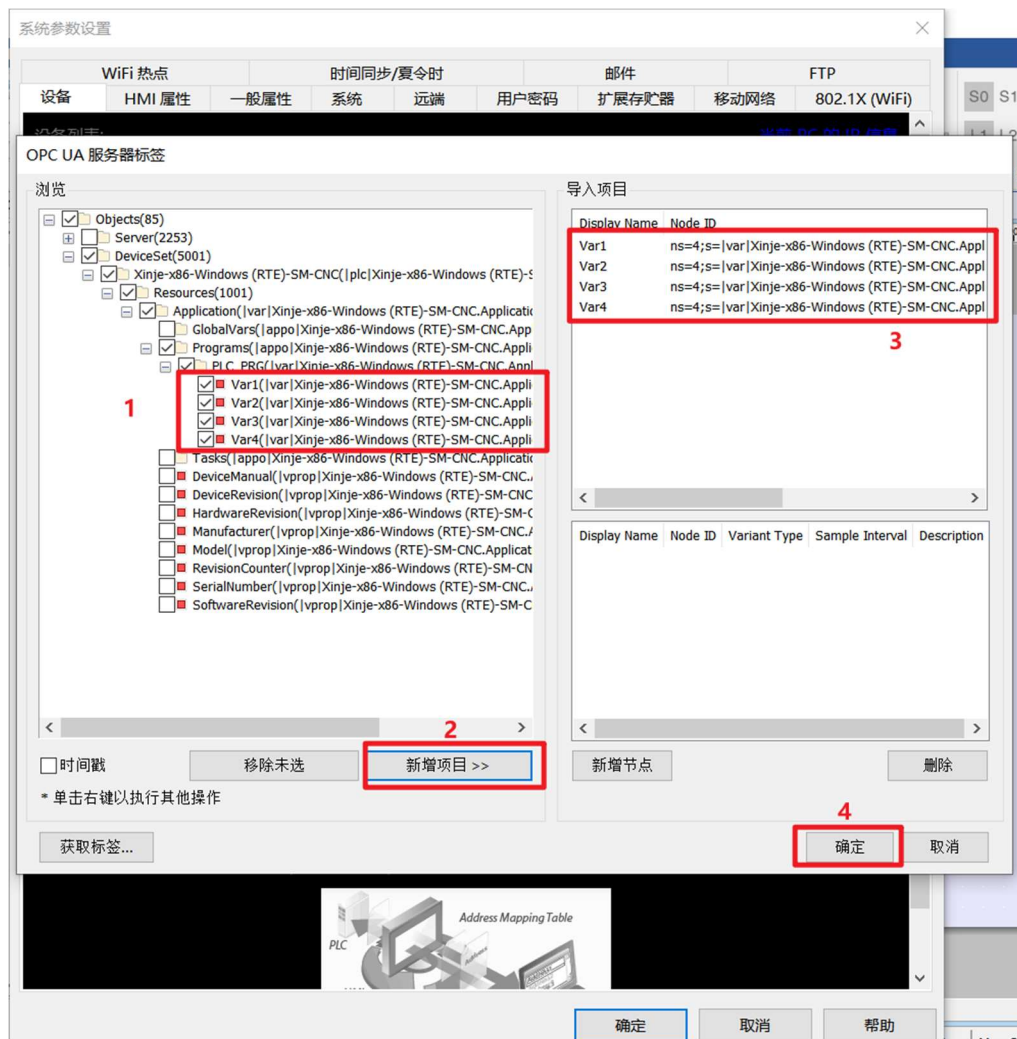 系统参数设置
WiFi 热点 时间同步/夏令时 邮件 FTP
设备 HMI 属性 一般属性 系统 远端 用户密码 扩展存贮器 移动网络 802.1X (WiFi)
S0 S1
OPC UA 服务器标签
浏览
Objects(85)
Server(2253)
DeviceSet(5001)
Xinje-x86-Windows (RTE)-SM-CNC(|plc|Xinje-x86-Windows (RTE)-S
Resources(1001)
Application(|var|Xinje-x86-Windows (RTE)-SM-CNC.Applicatio
GlobalVars(|appo|Xinje-x86-Windows (RTE)-SM-CNC.App
Programs(|appo|Xinje-x86-Windows (RTE)-SM-CNC.Appli
PLC_PRG(|var|Xinje-x86-Windows (RTE)-SM-CNC.Appl
1
Var1(|var|Xinje-x86-Windows (RTE)-SM-CNC.Appli
Var2(|var|Xinje-x86-Windows (RTE)-SM-CNC.Appli
Var3(|var|Xinje-x86-Windows (RTE)-SM-CNC.Appli
Var4(|var|Xinje-x86-Windows (RTE)-SM-CNC.Appli
Tasks(|appo|Xinje-x86-Windows (RTE)-SM-CNC.Applicatio
DeviceManual(|vprop|Xinje-x86-Windows (RTE)-SM-CNC.
DeviceRevision(|vprop|Xinje-x86-Windows (RTE)-SM-CNC
HardwareRevision(|vprop|Xinje-x86-Windows (RTE)-SM-C
Manufacturer(|vprop|Xinje-x86-Windows (RTE)-SM-CNC.A
Model(|vprop|Xinje-x86-Windows (RTE)-SM-CNC.Applicat
RevisionCounter(|vprop|Xinje-x86-Windows (RTE)-SM-CN
SerialNumber(|vprop|Xinje-x86-Windows (RTE)-SM-CNC.
SoftwareRevision(|vprop|Xinje-x86-Windows (RTE)-SM-C
2
时间戳 移除未选 新增项目 >>
* 单击右键以执行其他操作
获取标签...
导入项目
Display Name Node ID
Var1 ns=4;s=|var|Xinje-x86-Windows (RTE)-SM-CNC.Appl
Var2 ns=4;s=|var|Xinje-x86-Windows (RTE)-SM-CNC.Appl
Var3 ns=4;s=|var|Xinje-x86-Windows (RTE)-SM-CNC.Appl
Var4 ns=4;s=|var|Xinje-x86-Windows (RTE)-SM-CNC.Appl
3
Display Name Node ID Variant Type Sample Interval Description
新增节点 删除
4
确定 取消
Address Mapping Table
PLC
确定 取消 帮助